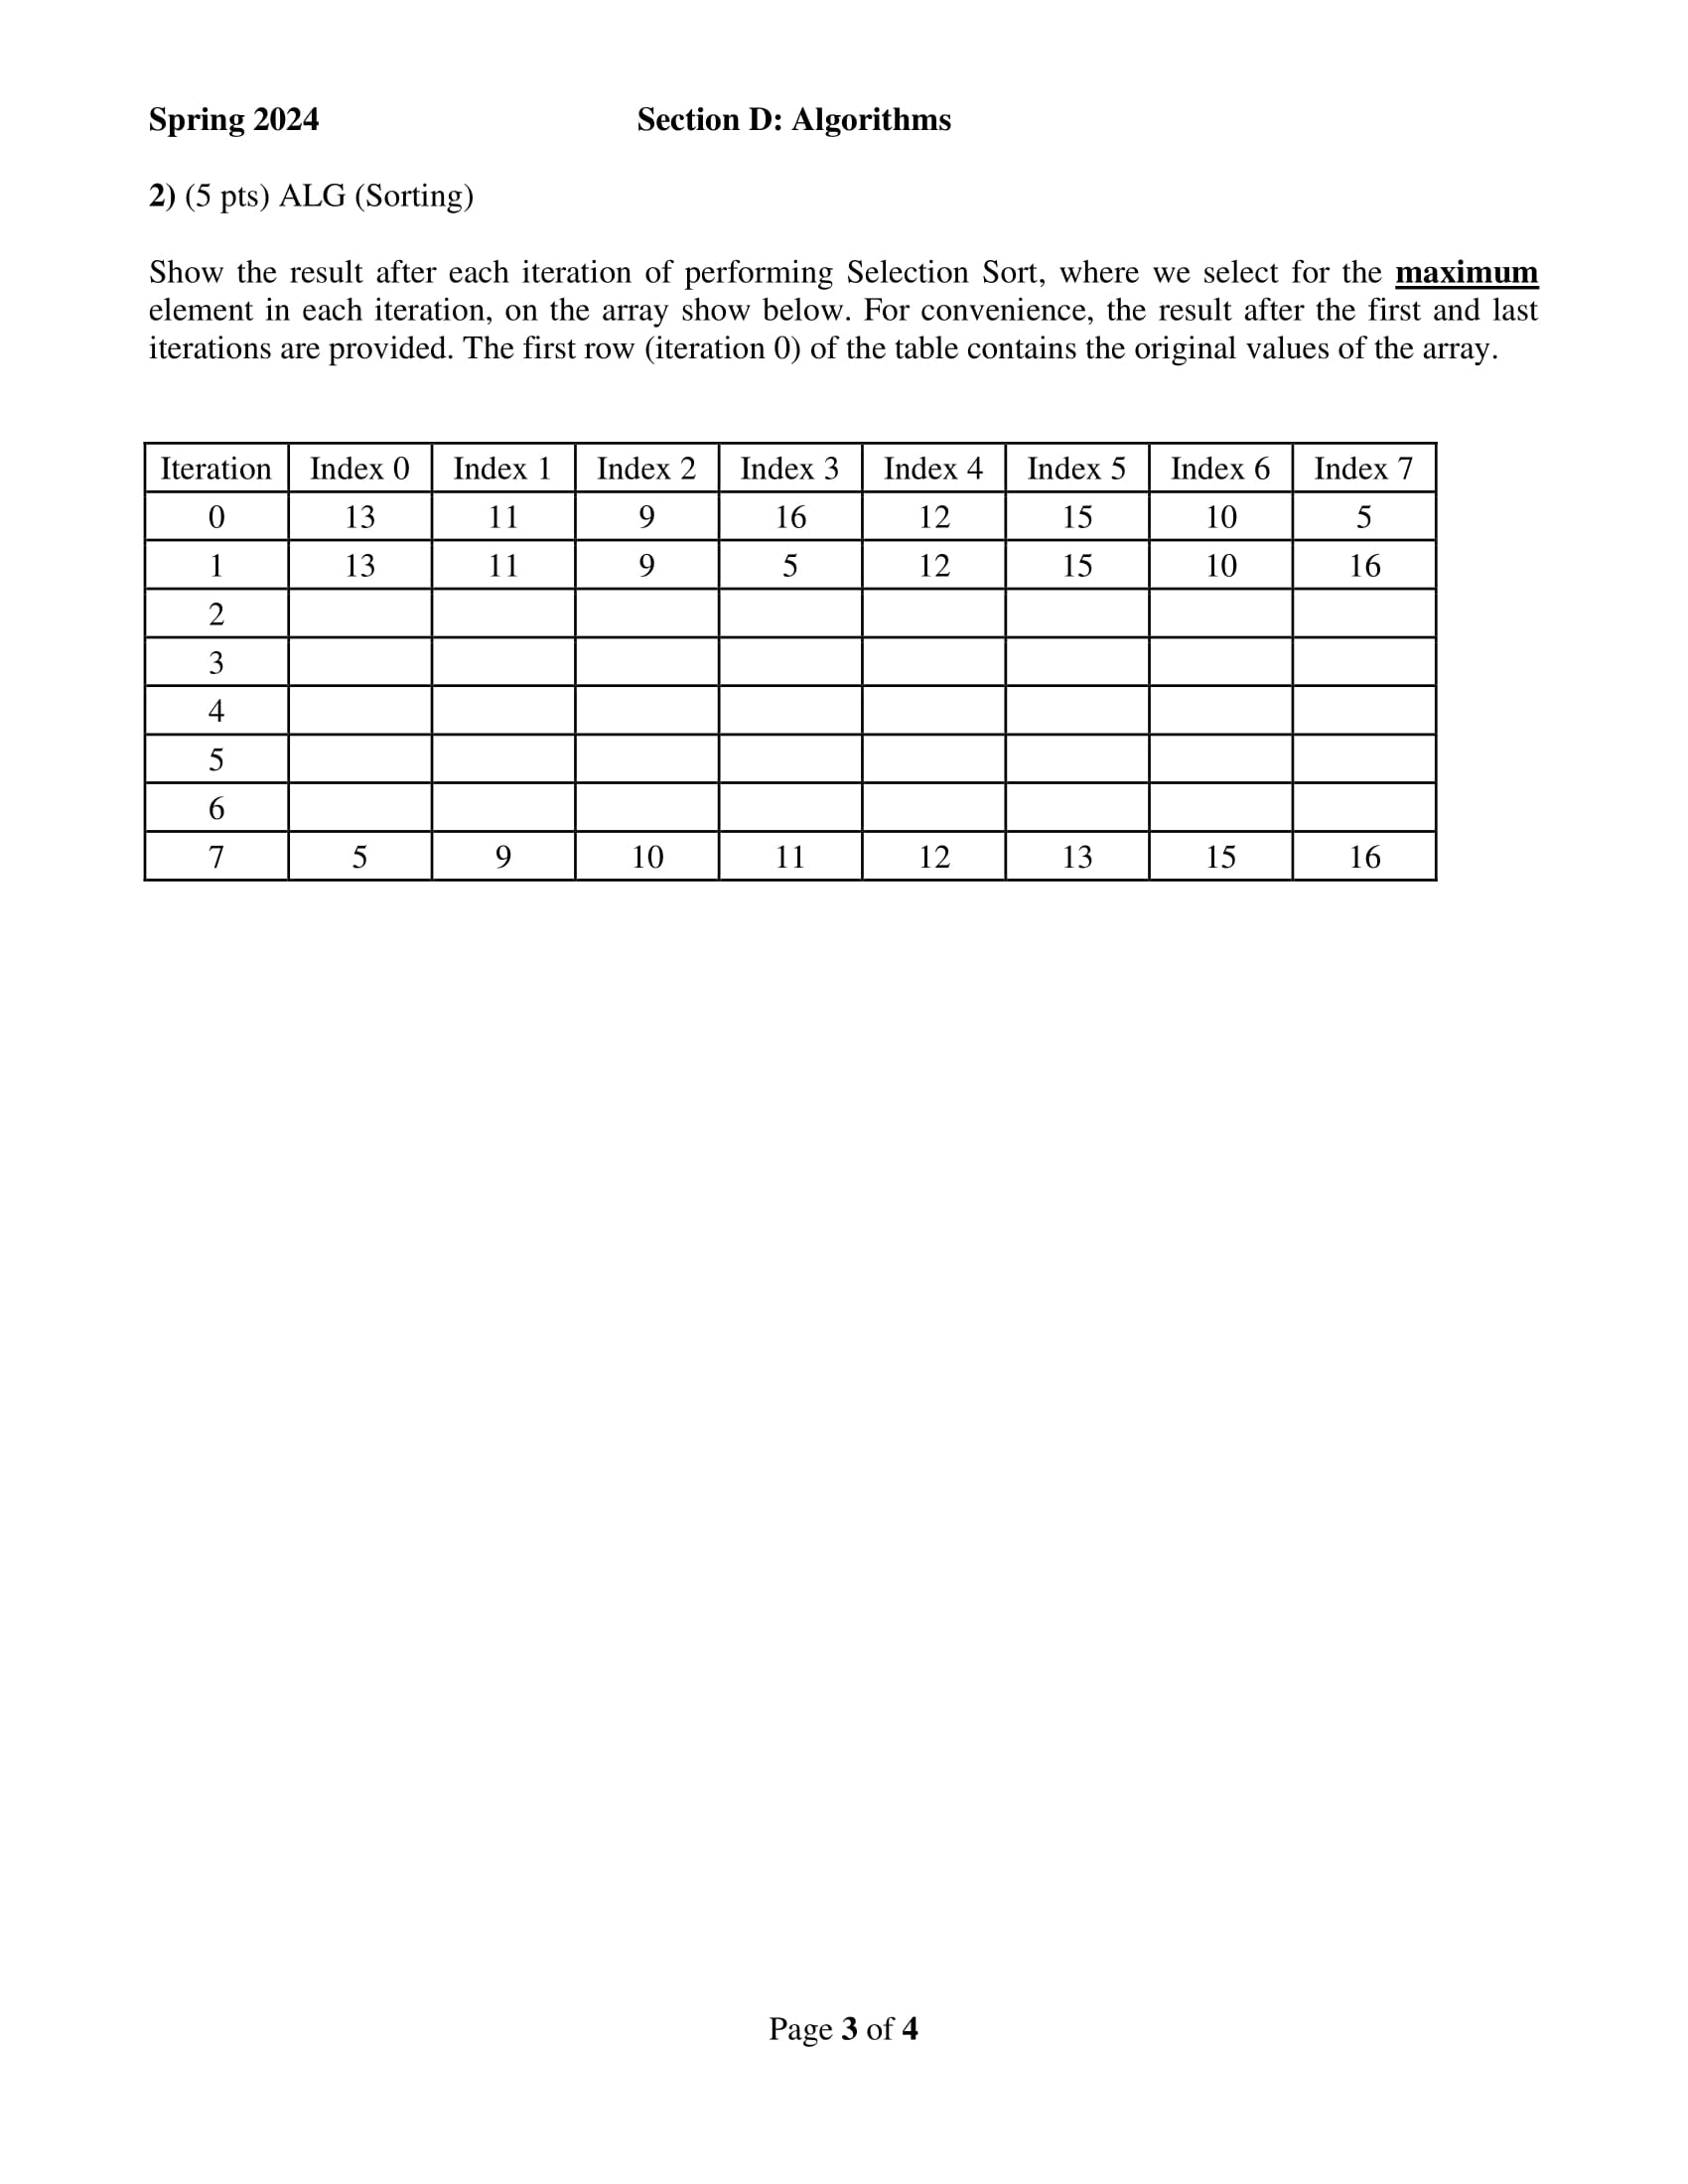 Spring 2024 Section D: Algorithms
2) (5 pts) ALG (Sorting)
Show the result after each iteration of performing Selection Sort, where we select for the maximum
element in each iteration, on the array show below. For convenience, the result after the first and last
iterations are provided. The first row (iteration 0) of the table contains the original values of the array.
Iteration Index 0 Index 1 Index 2 Index 3 Index 4 Index 5 Index 6 Index 7
0 13 11 9 16 12 15 10 5
1 13 11 9 5 12 15 10 16
2
3
4
5
6
7 5 9 10 11 12 13 15 16
Page 3 of 4